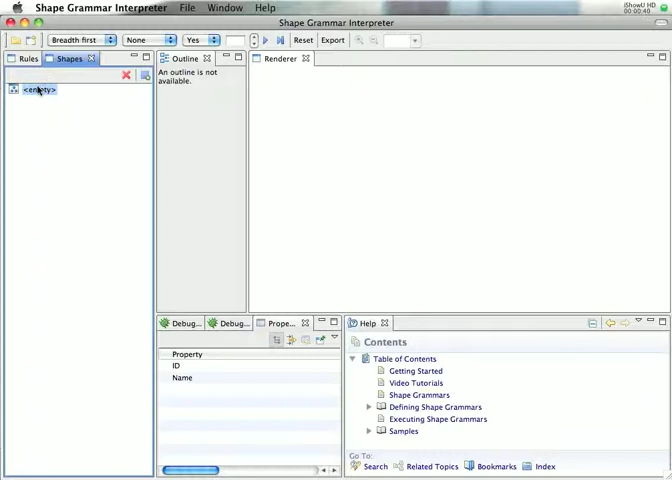 Shape Grammar Interpreter File Window Help
iShowU HD
00:00:40
Shape Grammar Interpreter
Breadth first None Yes Reset Export
Rules Shapes
Outline
Renderer
An outline is not
available.
Debug... Debug... Prope...
Property
ID
Name
Help
Contents
Table of Contents
Getting Started
Video Tutorials
Shape Grammars
Defining Shape Grammars
Executing Shape Grammars
Samples
Go To:
Search Related Topics Bookmarks Index